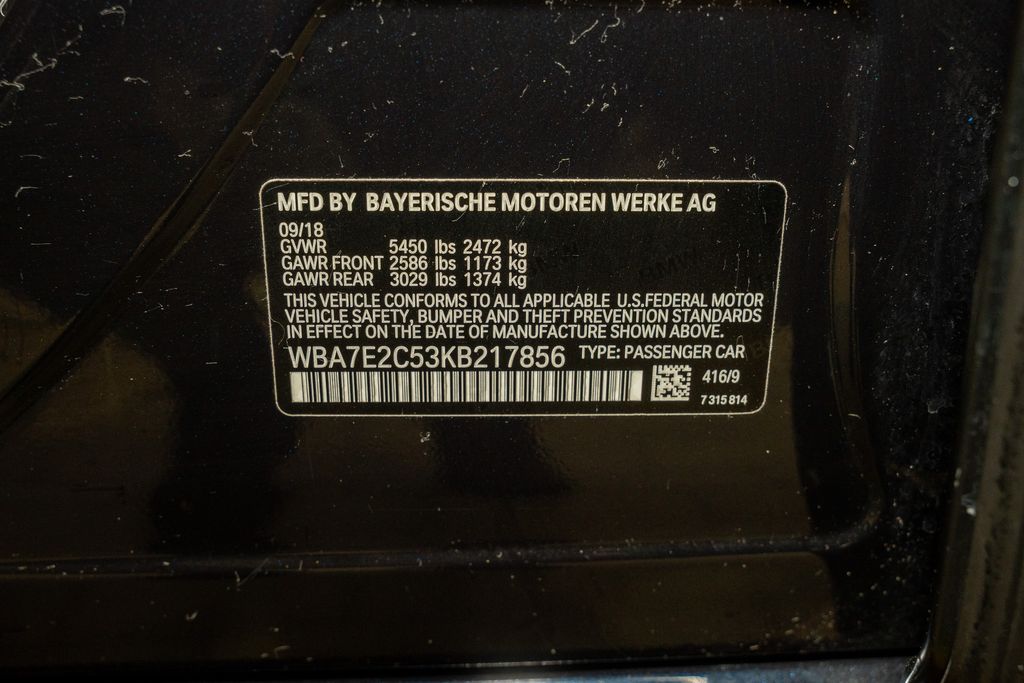 MFD BY BAYERISCHE MOTOREN WERKE AG
09/18
GVWR 5450 lbs 2472 kg
GAWR FRONT 2586 lbs 1173 kg
GAWR REAR 3029 lbs 1374 kg
THIS VEHICLE CONFORMS TO ALL APPLICABLE U.S.FEDERAL MOTOR
VEHICLE SAFETY, BUMPER AND THEFT PREVENTION STANDARDS
IN EFFECT ON THE DATE OF MANUFACTURE SHOWN ABOVE.
WBA7E2C53KB217856 TYPE: PASSENGER CAR
416/9
7 315 814